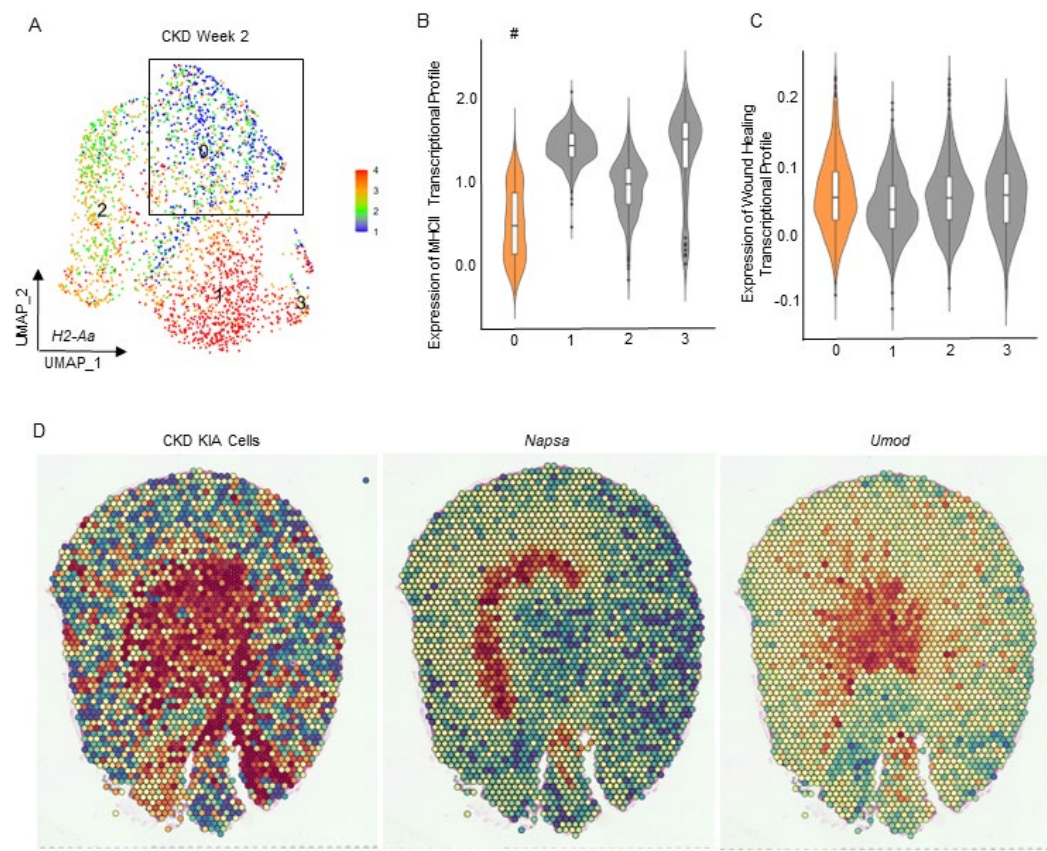 A
CKD Week 2
0
2
1
3
4
3
2
1
UMAP_2
H2-Aa
UMAP_1
B
#
Expression of MHCII Transcriptional Profile
2.0
1.0
0.0
0 1 2 3
C
Expression of Wound Healing
Transcriptional Profile
0.2
0.1
0.0
-0.1
0 1 2 3
D
CKD KIA Cells
Napsa
Umod